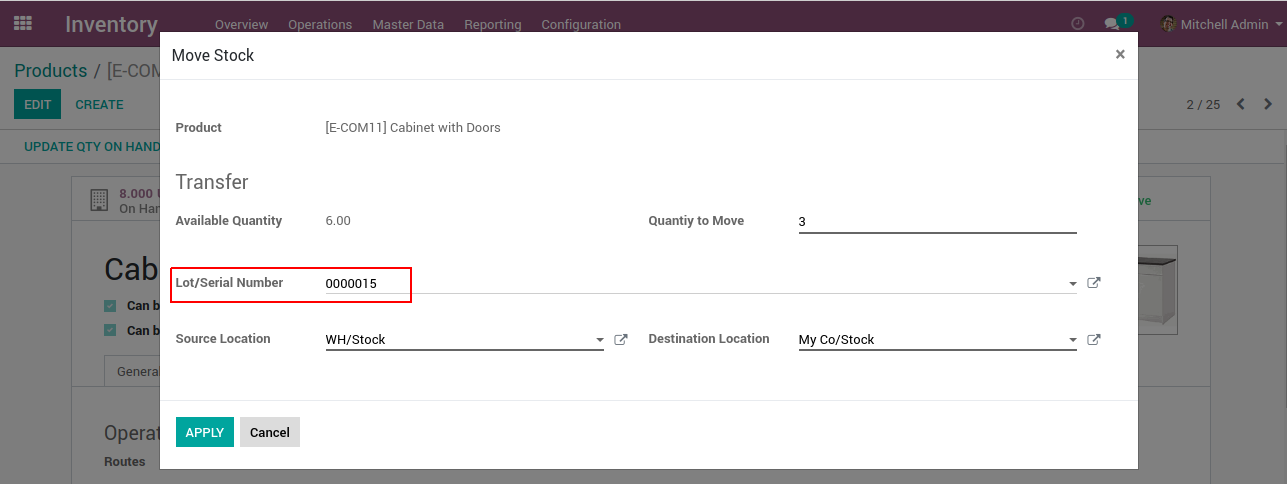 Inventory Overview Operations Master Data Reporting Configuration 1 Mitchell Admin
Move Stock ×
Products / [E-COM
EDIT CREATE 2 / 25
Product [E-COM11] Cabinet with Doors
UPDATE QTY ON HAND
Transfer
8.000
On Han
Available Quantity 6.00 Quantiy to Move 3
Cab
Lot/Serial Number 0000015
Can b
Can b
Source Location WH/Stock Destination Location My Co/Stock
General
APPLY Cancel
Operat
Routes